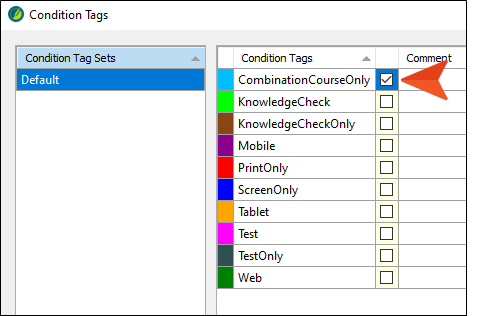 Condition Tags
Condition Tag Sets
Default
Condition Tags Comment
CombinationCourseOnly
KnowledgeCheck
KnowledgeCheckOnly
Mobile
PrintOnly
ScreenOnly
Tablet
Test
TestOnly
Web